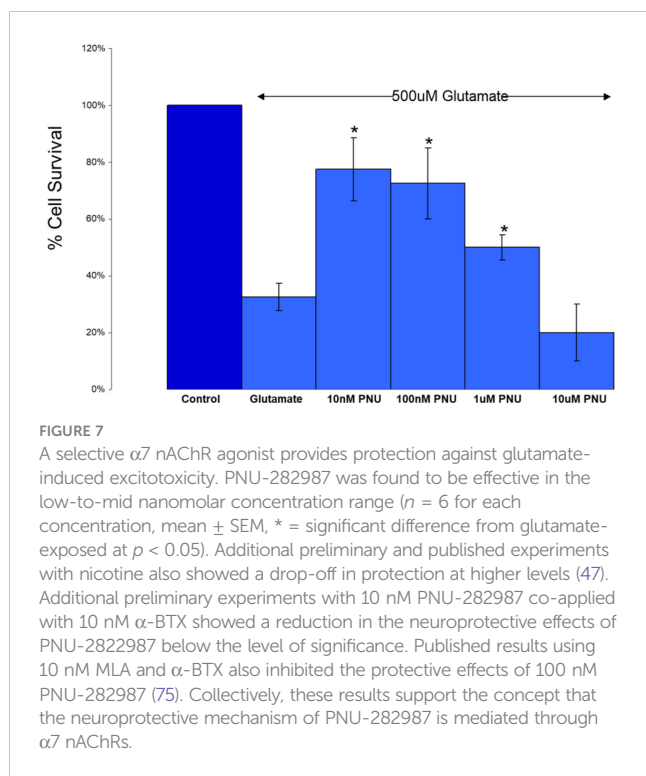 120%
500uM Glutamate
100%
*
*
80%
% Cell Survival
*
60%
40%
20%
0%
Control Glutamate 10nM PNU 100nM PNU 1uM PNU 10uM PNU
FIGURE 7
A selective α7 nAChR agonist provides protection against glutamate-
induced excitotoxicity. PNU-282987 was found to be effective in the
low-to-mid nanomolar concentration range (n = 6 for each
concentration, mean ± SEM, * = significant difference from glutamate-
exposed at p < 0.05). Additional preliminary and published experiments
with nicotine also showed a drop-off in protection at higher levels (47).
Additional preliminary experiments with 10 nM PNU-282987 co-applied
with 10 nM α-BTX showed a reduction in the neuroprotective effects of
PNU-2822987 below the level of significance. Published results using
10 nM MLA and α-BTX also inhibited the protective effects of 100 nM
PNU-282987 (75). Collectively, these results support the concept that
the neuroprotective mechanism of PNU-282987 is mediated through
α7 nAChRs.